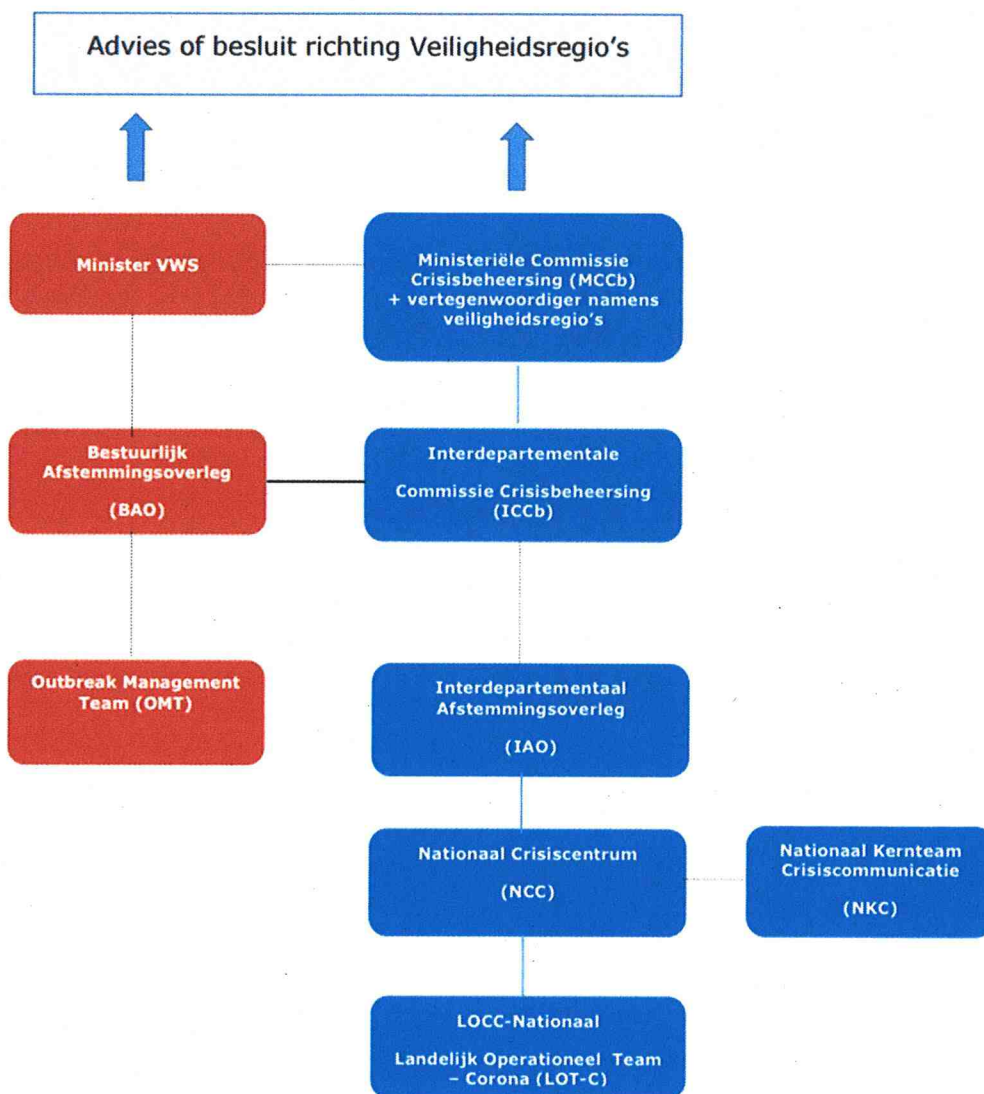 Advies of besluit richting Veiligheidsregio's
Minister VWS
Ministeriële Commissie
Crisisbeheersing (MCCb)
+ vertegenwoordiger namens
veiligheidsregio's
Bestuurlijk
Afstemmingsoverleg
(BAO)
Interdepartementale
Commissie Crisisbeheersing
(ICCb)
Outbreak Management
Team (OMT)
Interdepartementaal
Afstemmingsoverleg
(IAO)
Nationaal Crisiscentrum
(NCC)
Nationaal Kernteam
Crisiscommunicatie
(NKC)
LOCC-Nationaal
Landelijk Operationeel Team
– Corona (LOT-C)